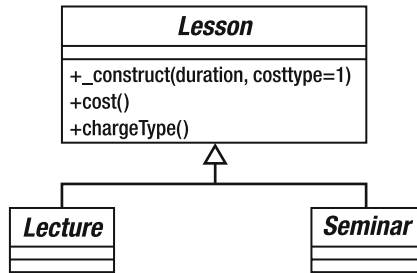 Lesson
+_construct(duration, costtype=1)
+cost()
+chargeType()
Lecture
Seminar